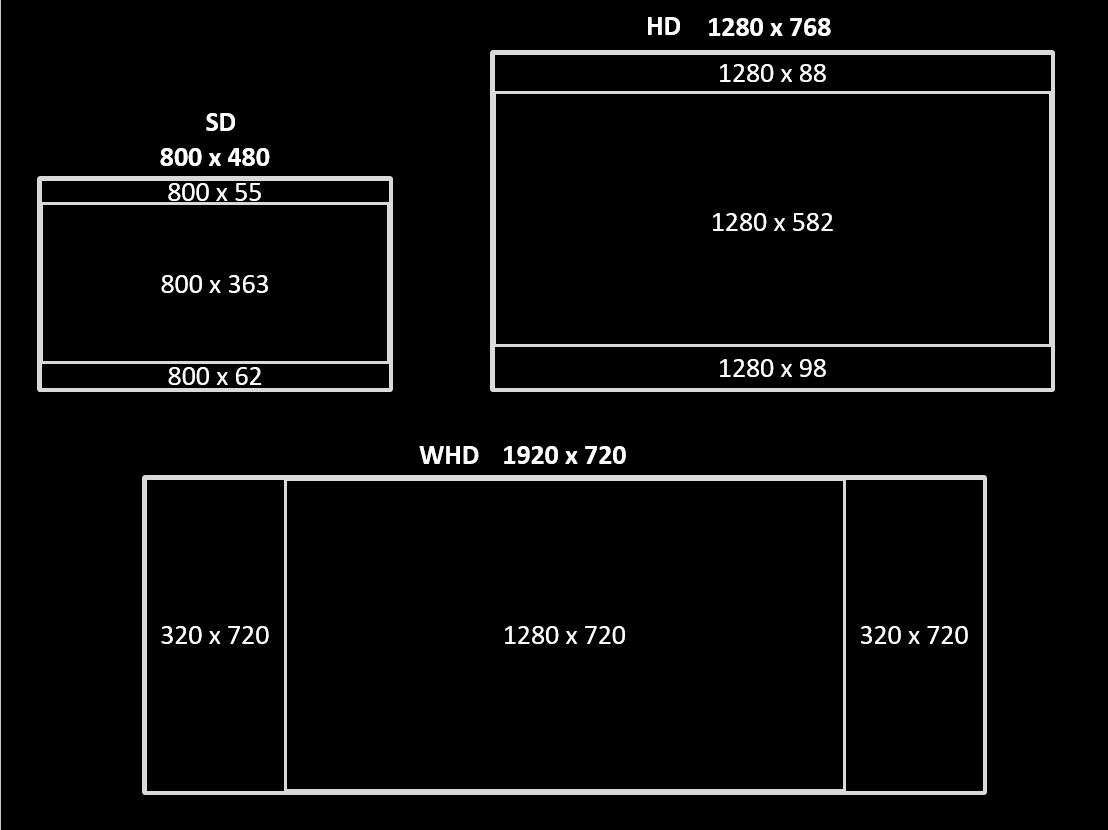 HD 1280 x 768
1280 x 88
1280 x 582
1280 x 98
SD
800 x 480
800 x 55
800 x 363
800 x 62
WHD 1920 x 720
320 x 720
1280 x 720
320 x 720